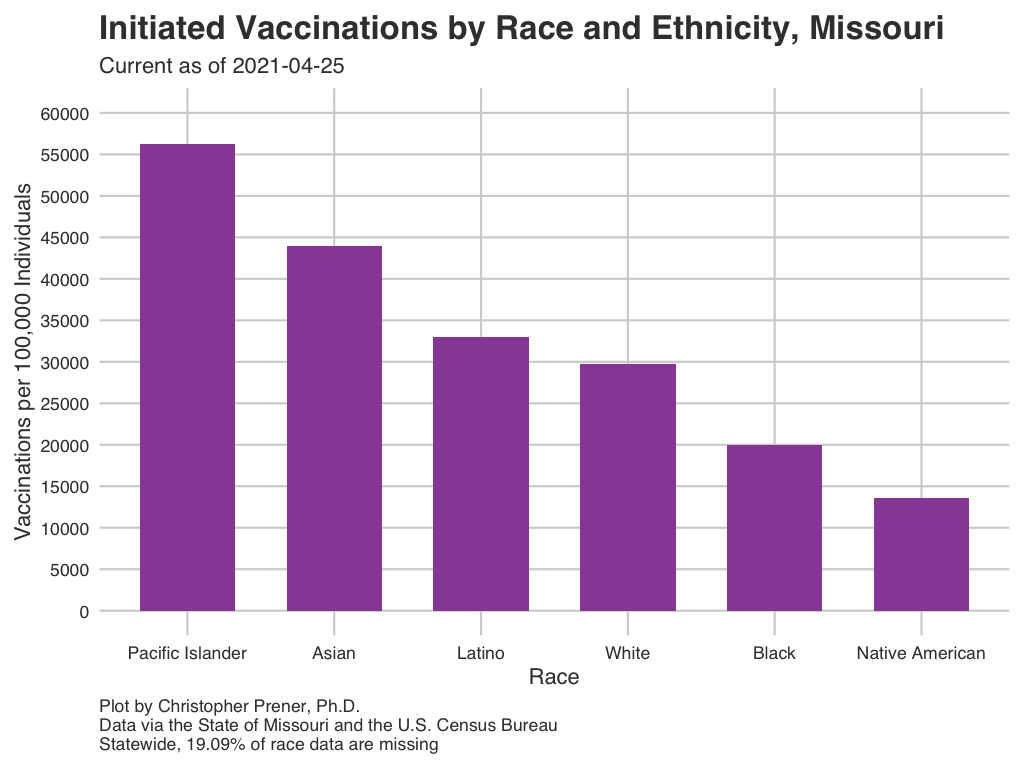 Initiated Vaccinations by Race and Ethnicity, Missouri
Current as of 2021-04-25
Vaccinations per 100,000 Individuals
60000
55000
50000
45000
40000
35000
30000
25000
20000
15000
10000
5000
0
Pacific Islander Asian Latino White Black Native American
Race
Plot by Christopher Prener, Ph.D.
Data via the State of Missouri and the U.S. Census Bureau
Statewide, 19.09% of race data are missing